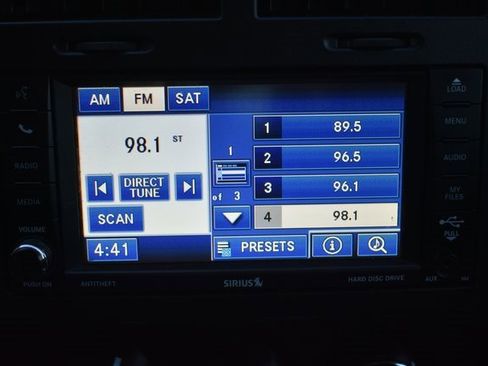 AM FM SAT
LOAD
98.1 ST
1 89.5
2 96.5
3 96.1
4 98.1
1
of 3
DIRECT
TUNE
SCAN
4:41
PRESETS
MENU
AUDIO
MY
FILES
PULL
RADIO
MEDIA
VOLUME
PUSH ON
ANTITHEFT
SIRIUS
HARD DISC DRIVE
AUX